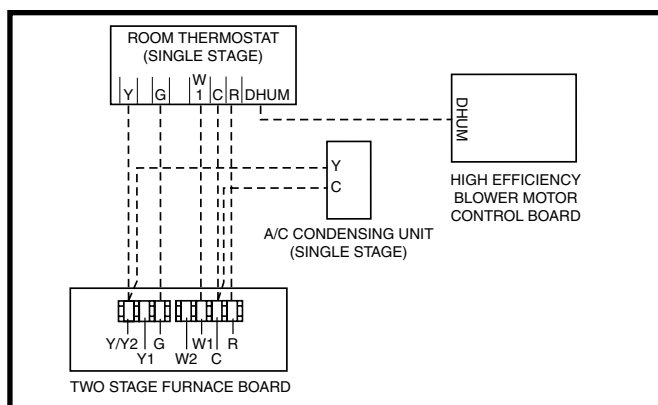 ROOM THERMOSTAT
(SINGLE STAGE)
Y G W1 C R DHUM
DHUM
Y
C
HIGH EFFICIENCY
BLOWER MOTOR
CONTROL BOARD
A/C CONDENSING UNIT
(SINGLE STAGE)
Y/Y2 G W1 R
Y1 W2 C
TWO STAGE FURNACE BOARD